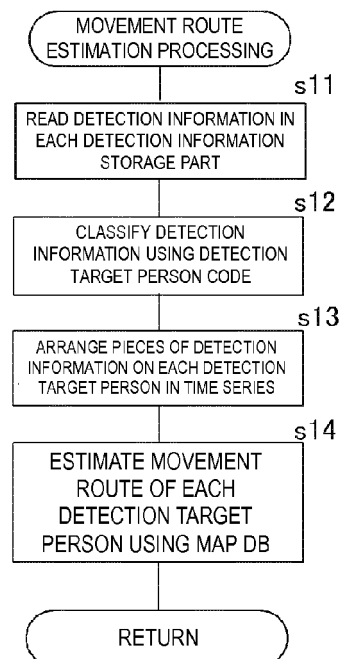 MOVEMENT ROUTE
ESTIMATION PROCESSING
s11
READ DETECTION INFORMATION IN
EACH DETECTION INFORMATION
STORAGE PART
s12
CLASSIFY DETECTION
INFORMATION USING DETECTION
TARGET PERSON CODE
s13
ARRANGE PIECES OF DETECTION
INFORMATION ON EACH DETECTION
TARGET PERSON IN TIME SERIES
s14
ESTIMATE MOVEMENT
ROUTE OF EACH
DETECTION TARGET
PERSON USING MAP DB
RETURN